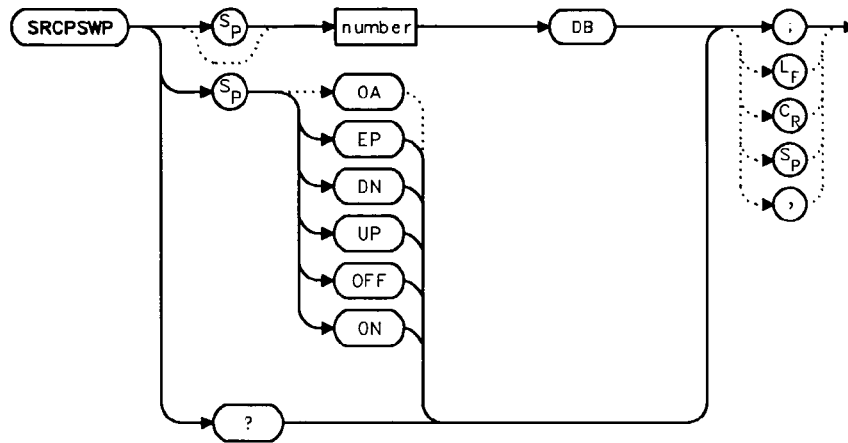 SRCPSWP SP number DB ;
LF
SP OA CR
EP SP
DN ,
UP
OFF
ON
?